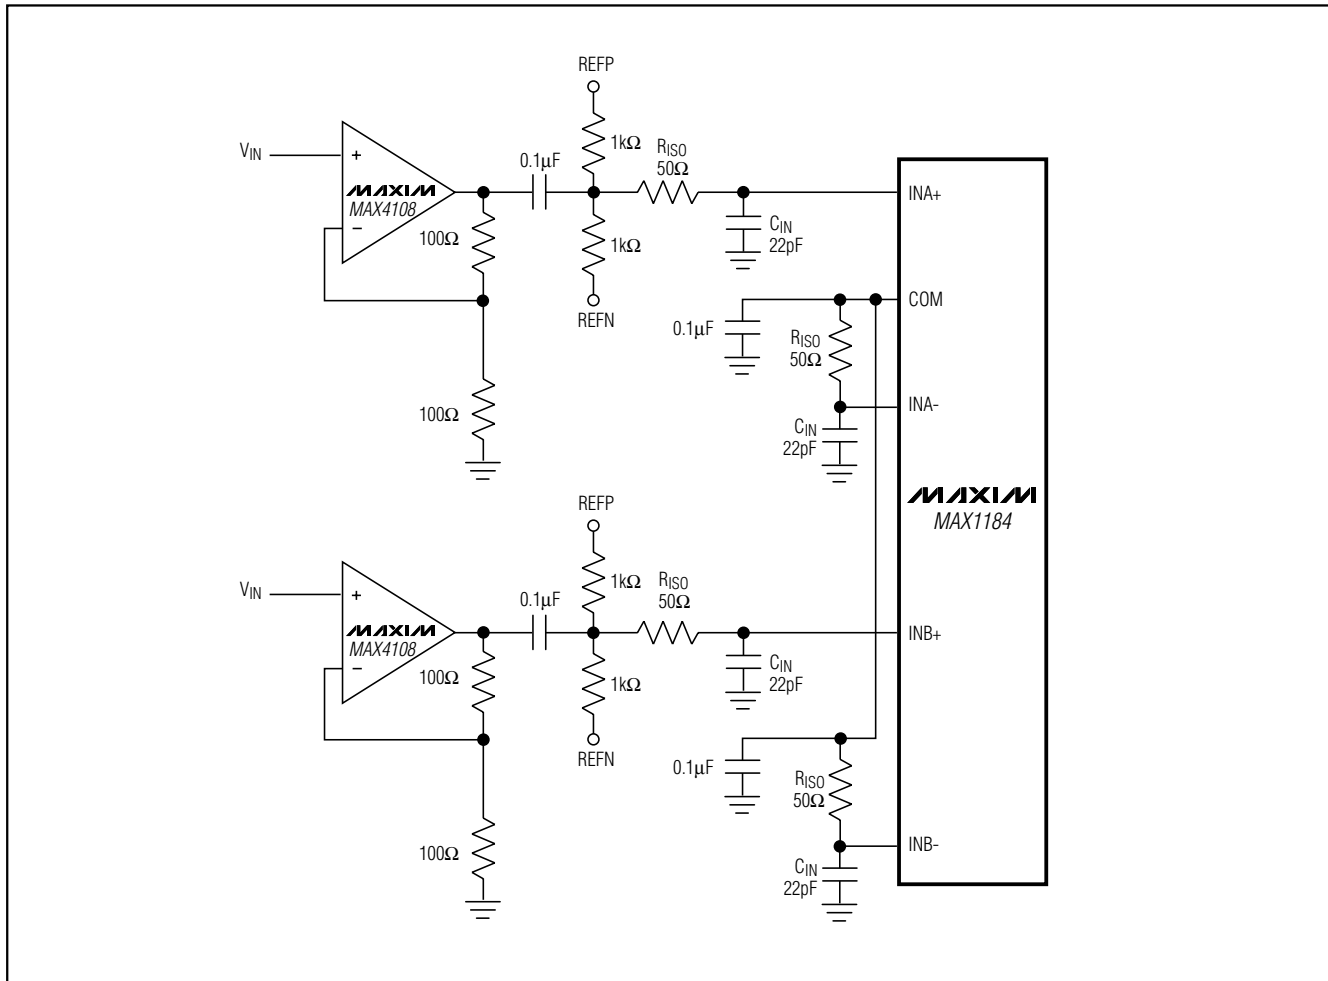 REFP
VIN
+
1kΩ
RISO
50Ω
0.1µF
MAXIM
MAX4108
INA+
−
100Ω
1kΩ
CIN
22pF
REFN
COM
0.1µF
RISO
50Ω
100Ω
INA-
CIN
22pF
MAXIM
MAX1184
REFP
VIN
+
1kΩ
RISO
50Ω
0.1µF
MAXIM
MAX4108
INB+
−
100Ω
1kΩ
CIN
22pF
REFN
0.1µF
RISO
50Ω
100Ω
INB-
CIN
22pF